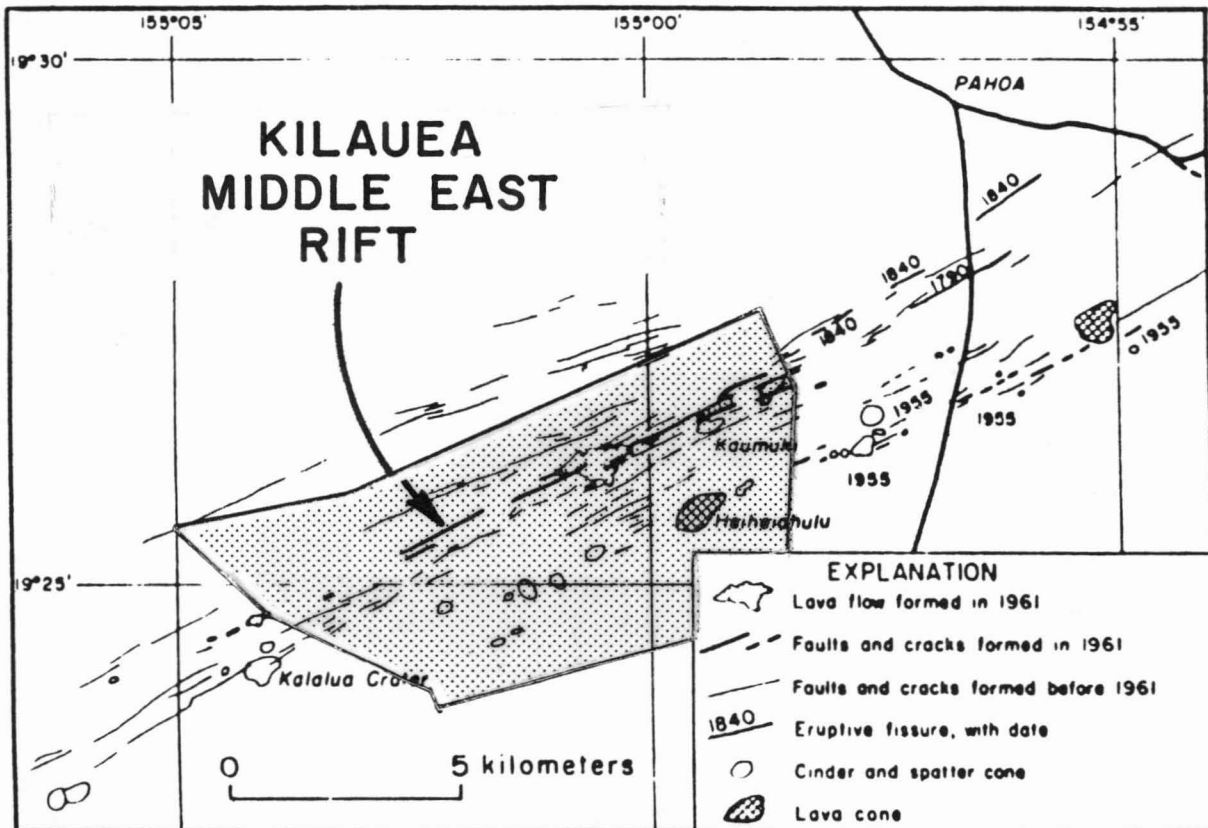 155°05'
155°00'
154°55'
19°30'
PAHOA
KILAUEA
MIDDLE EAST
RIFT
1840
1840
1790
1840
1955
1955
1955
1955
Kaumuki
Heiheiahulu
19°25'
Kalalua Crater
0 5 kilometers
EXPLANATION
Lava flow formed in 1961
Faults and cracks formed in 1961
Faults and cracks formed before 1961
1840 Eruptive fissure, with date
Cinder and spatter cone
Lava cone